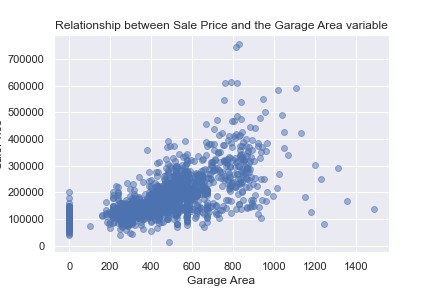 Relationship between Sale Price and the Garage Area variable
700000
600000
500000
400000
300000
200000
100000
0
0 200 400 600 800 1000 1200 1400
Garage Area